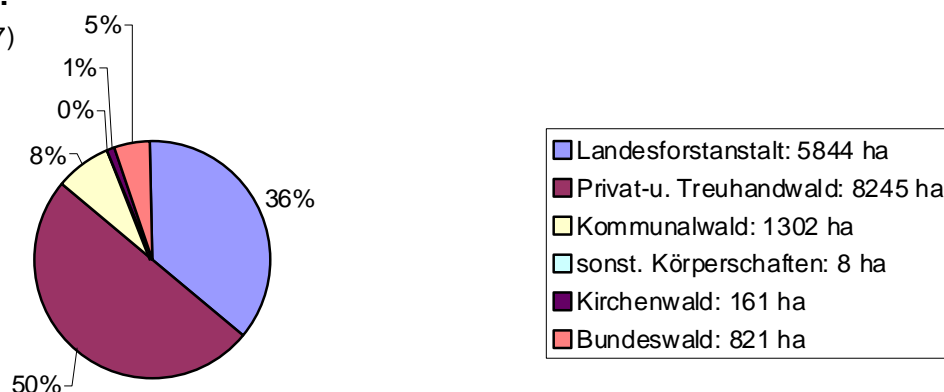 7)
5%
1%
0%
8%
36%
50%
Landesforstanstalt: 5844 ha
Privat-u. Treuhandwald: 8245 ha
Kommunalwald: 1302 ha
sonst. Körperschaften: 8 ha
Kirchenwald: 161 ha
Bundeswald: 821 ha